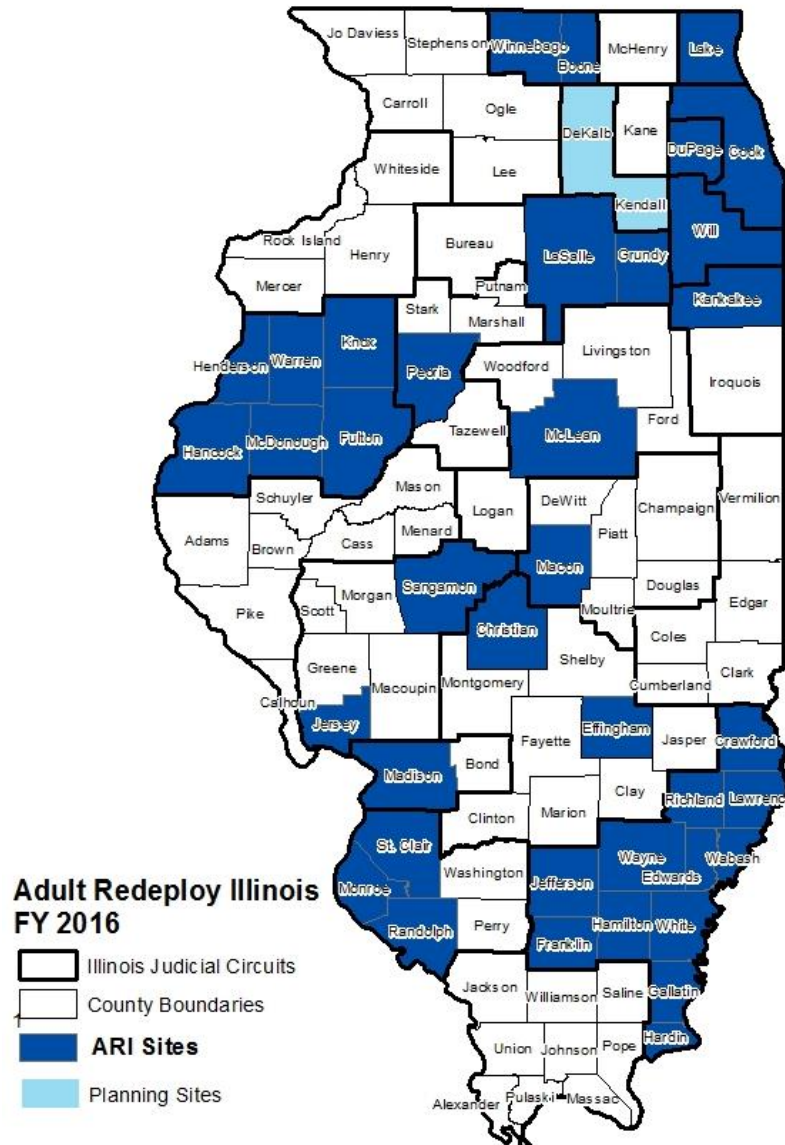 Jo Daviess
Stephenson
Winnebago
Boone
McHenry
Lake
Carroll
Ogle
DeKalb
Kane
DuPage
Cook
Whiteside
Lee
Kendall
Will
Rock Island
Henry
Bureau
LaSalle
Grundy
Putnam
Kankakee
Mercer
Stark
Marshall
Henderson
Warren
Knox
Peoria
Woodford
Livingston
Iroquois
Ford
Hancock
McDonough
Fulton
Tazewell
McLean
Schuyler
Mason
Logan
DeWitt
Champaign
Vermilion
Adams
Brown
Cass
Menard
Piatt
Macon
Sangamon
Douglas
Pike
Scott
Morgan
Moultrie
Edgar
Christian
Coles
Shelby
Greene
Macoupin
Montgomery
Cumberland
Clark
Calhoun
Jersey
Fayette
Effingham
Jasper
Crawford
Madison
Bond
Clay
Richland
Lawrenc
Clinton
Marion
St. Clair
Washington
Jefferson
Wayne
Edwards
Wabash
Monroe
Randolph
Perry
Franklin
Hamilton
White
Jackson
Williamson
Saline
Gallatin
Hardin
Union
Johnson
Pope
Alexander
Pulaski
Massac
Adult Redeploy Illinois
FY 2016
Illinois Judicial Circuits
County Boundaries
ARI Sites
Planning Sites